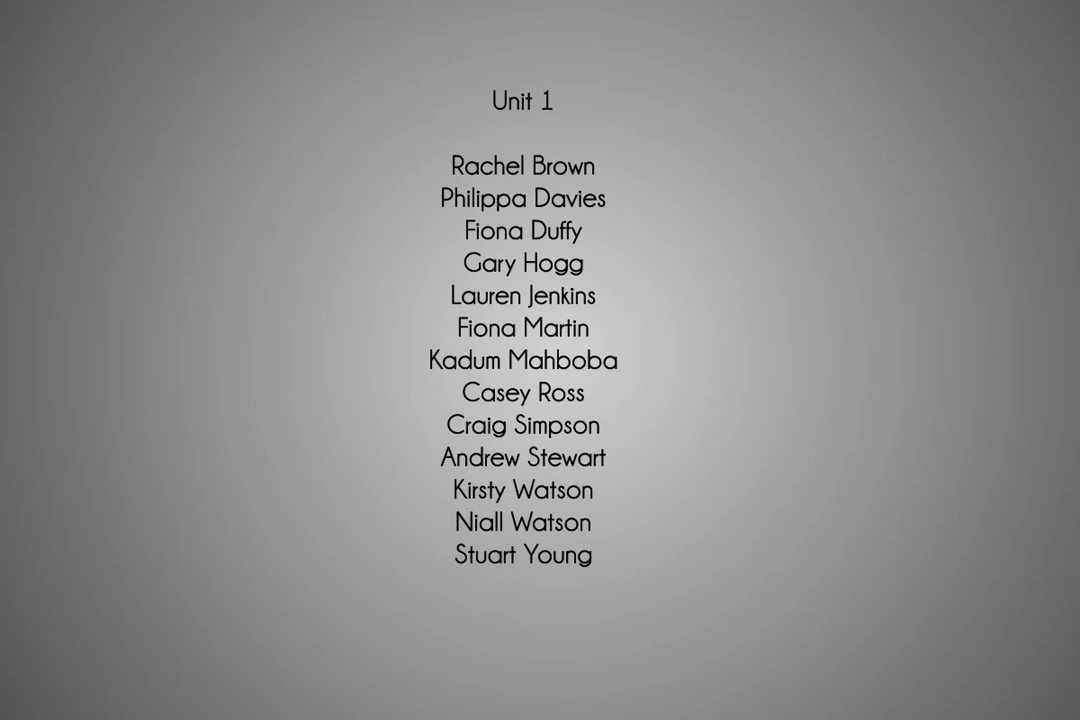 Unit 1
Rachel Brown
Philippa Davies
Fiona Duffy
Gary Hogg
Lauren Jenkins
Fiona Martin
Kadum Mahboba
Casey Ross
Craig Simpson
Andrew Stewart
Kirsty Watson
Niall Watson
Stuart Young